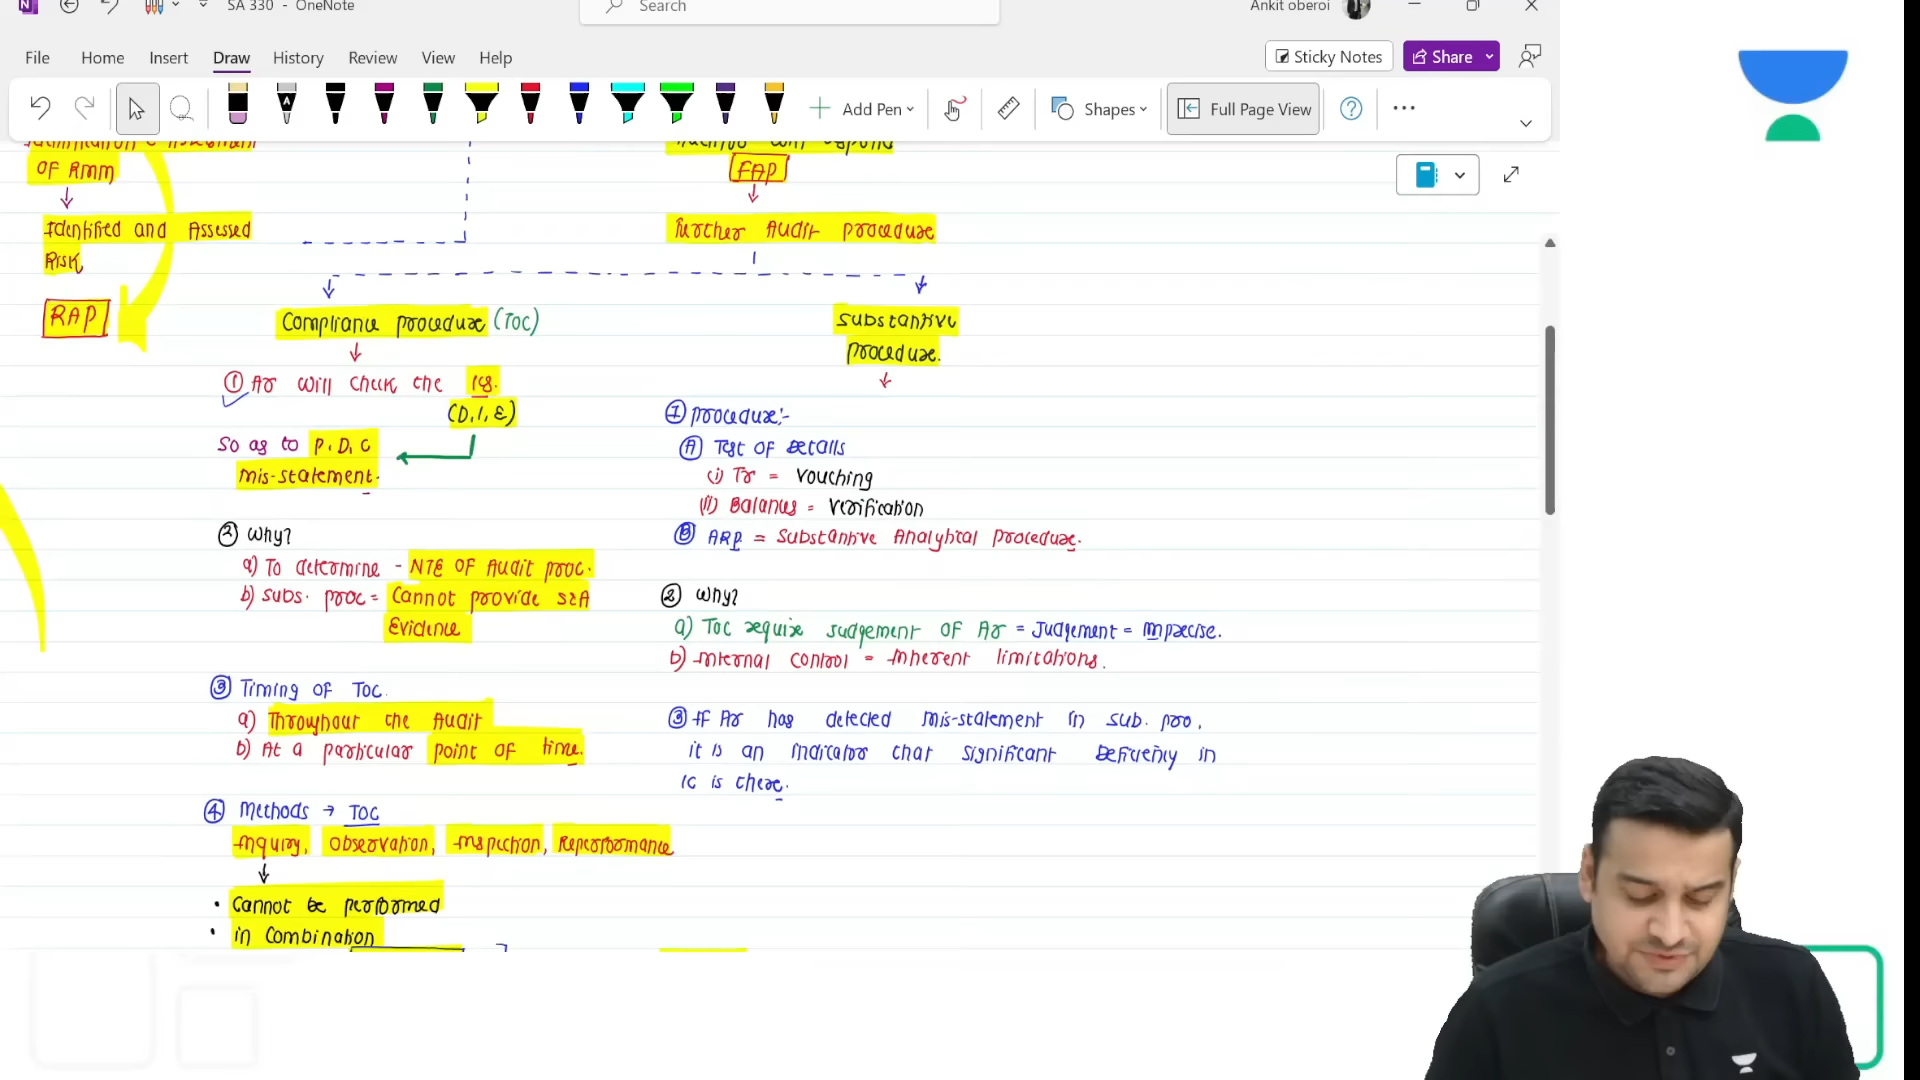 SA 330 - OneNote
Search
Ankit oberoi
File Home Insert Draw History Review View Help
Sticky Notes
Share
Add Pen
Shapes
Full Page View
OF RMM
Identified and Assessed
Risk
RAP
FAP
Further Audit procedure
Compliance procedure (TOC)
① Ar will check the ICS.
(D, I, E)
So as to P. D. C
Mis-statement.
② Why?
a) To determine - NTE OF Audit proc.
b) Subs. proc = Cannot provide SAA
Evidence
③ Timing of TOC.
a) Throughout the Audit
b) At a particular point of time.
④ Methods → TOC
Inquiry, Observation, Inspection, Reperformance
• Cannot be performed
• in Combination
Substantive
procedure.
① procedure:-
Ⓐ Test of Details
(i) Tr = Vouching
(ii) Balances = Verification
Ⓑ ARP = Substantive Analytical procedure.
② Why?
a) TOC require judgement of Ar = Judgement = Imprecise.
b) Internal control = Inherent limitations.
③ If Ar has detected Mis-statement in sub. pro,
it is an indicator that significant Deficiency in
IC is there.